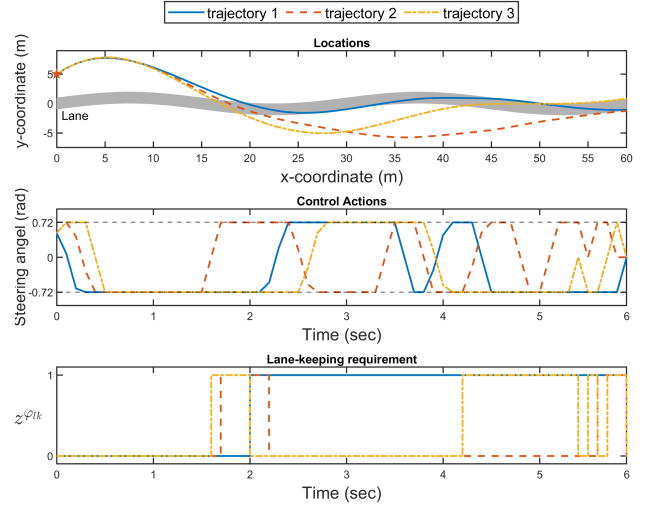 trajectory 1 trajectory 2 trajectory 3
Locations
y-coordinate (m)
5
0
-5
Lane
0 5 10 15 20 25 30 35 40 45 50 55 60
x-coordinate (m)
Control Actions
Steering angel (rad)
0.72
0
-0.72
0 1 2 3 4 5 6
Time (sec)
Lane-keeping requirement
z^{φ_{lk}}
1
0
0 1 2 3 4 5 6
Time (sec)